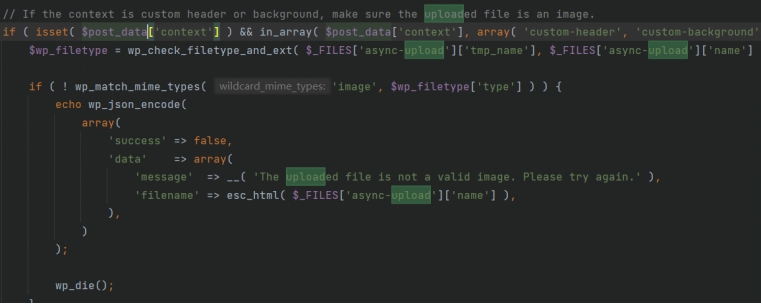 // If the context is custom header or background, make sure the uploaded file is an image.
if ( isset( $post_data['context'] ) && in_array( $post_data['context'], array( 'custom-header', 'custom-background'
$wp_filetype = wp_check_filetype_and_ext( $_FILES['async-upload']['tmp_name'], $_FILES['async-upload']['name']
if ( ! wp_match_mime_types( wildcard_mime_types: 'image', $wp_filetype['type'] ) ) {
echo wp_json_encode(
array(
'success' => false,
'data' => array(
'message' => __( 'The uploaded file is not a valid image. Please try again.' ),
'filename' => esc_html( $_FILES['async-upload']['name'] ),
),
)
);
wp_die();